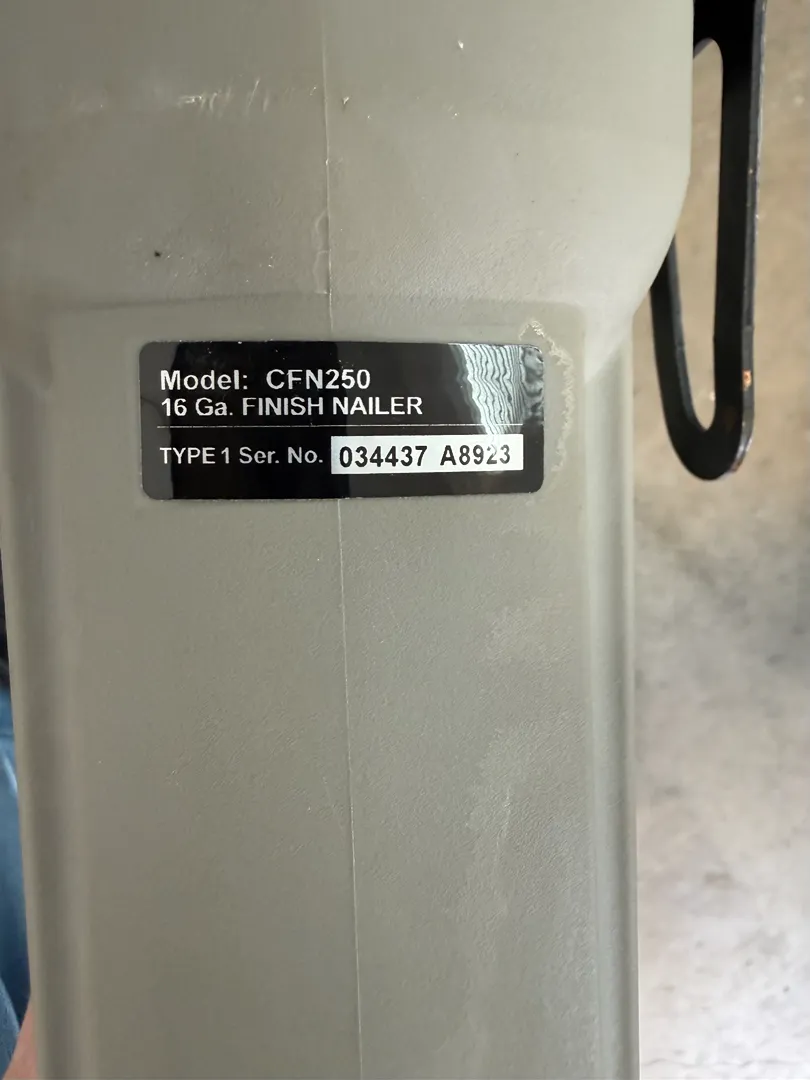 Model: CFN250
16 Ga. FINISH NAILER
TYPE 1 Ser. No. 034437 A8923